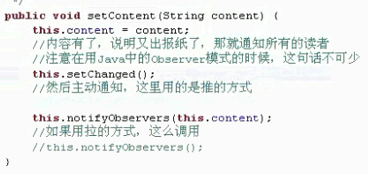 */
public void setContent(String content) {
this.content = content;
//内容有了，说明又出报纸了，那就通知所有的读者
//注意在用Java中的Observer模式的时候，这句话不可少
this.setChanged();
//然后主动通知，这里用的是推的方式
this.notifyObservers(this.content);
//如果用拉的方式，这么调用
//this.notifyObservers();
}